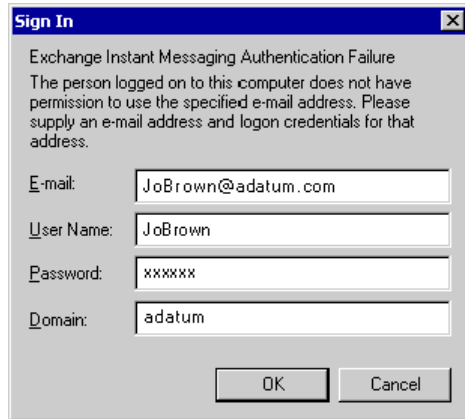 Sign In
Exchange Instant Messaging Authentication Failure
The person logged on to this computer does not have
permission to use the specified e-mail address. Please
supply an e-mail address and logon credentials for that
address.
E-mail: JoBrown@adatum.com
User Name: JoBrown
Password: xxxxxx
Domain: adatum
OK Cancel